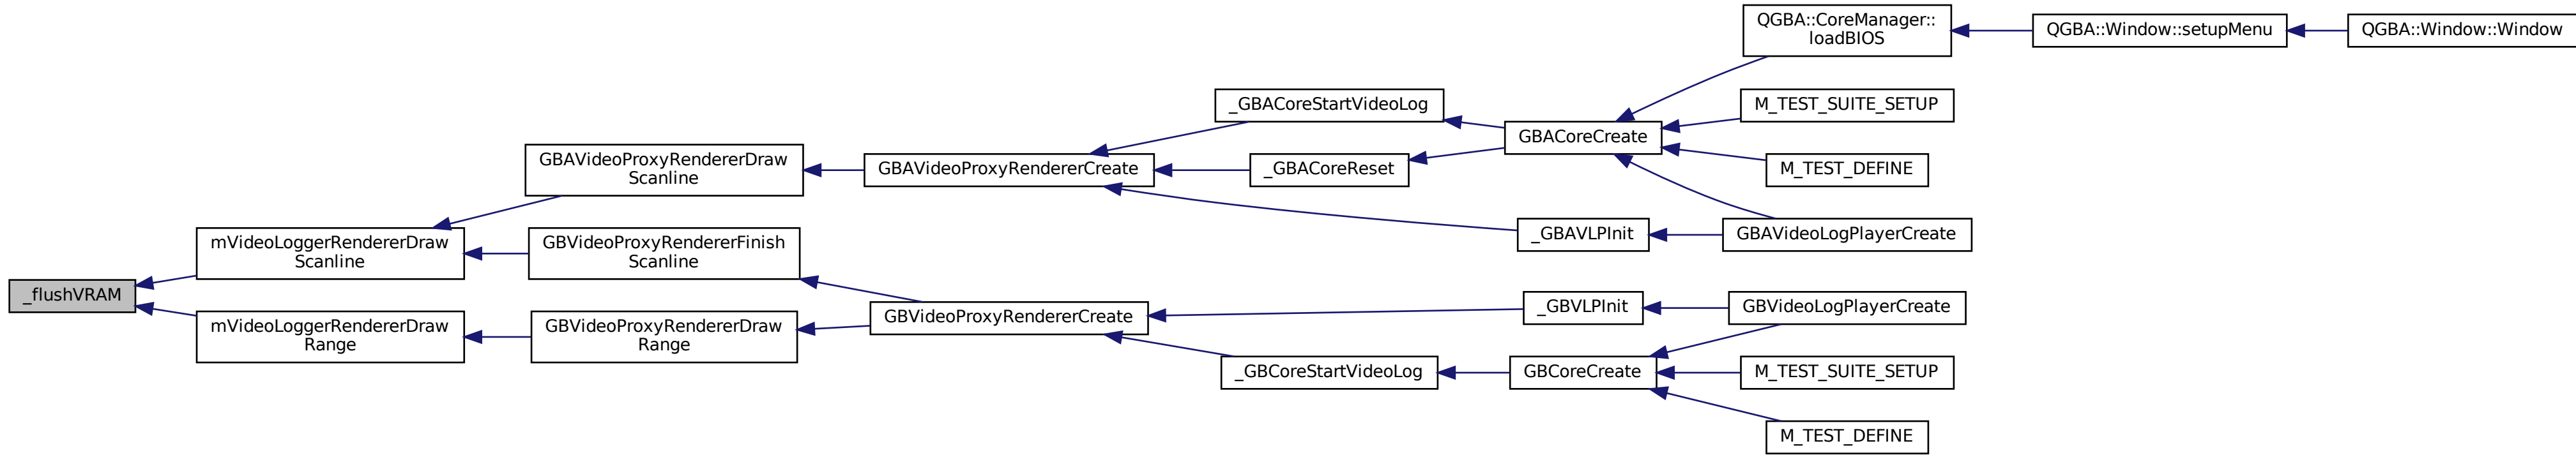 _flushVRAM
mVideoLoggerRendererDraw
Scanline
mVideoLoggerRendererDraw
Range
GBAVideoProxyRendererDraw
Scanline
GBVideoProxyRendererFinish
Scanline
GBVideoProxyRendererDraw
Range
GBAVideoProxyRendererCreate
GBVideoProxyRendererCreate
_GBACoreStartVideoLog
_GBACoreReset
_GBAVLPInit
_GBVLPInit
_GBCoreStartVideoLog
GBACoreCreate
GBCoreCreate
QGBA::CoreManager::
loadBIOS
M_TEST_SUITE_SETUP
M_TEST_DEFINE
GBAVideoLogPlayerCreate
GBVideoLogPlayerCreate
M_TEST_SUITE_SETUP
M_TEST_DEFINE
QGBA::Window::setupMenu
QGBA::Window::Window